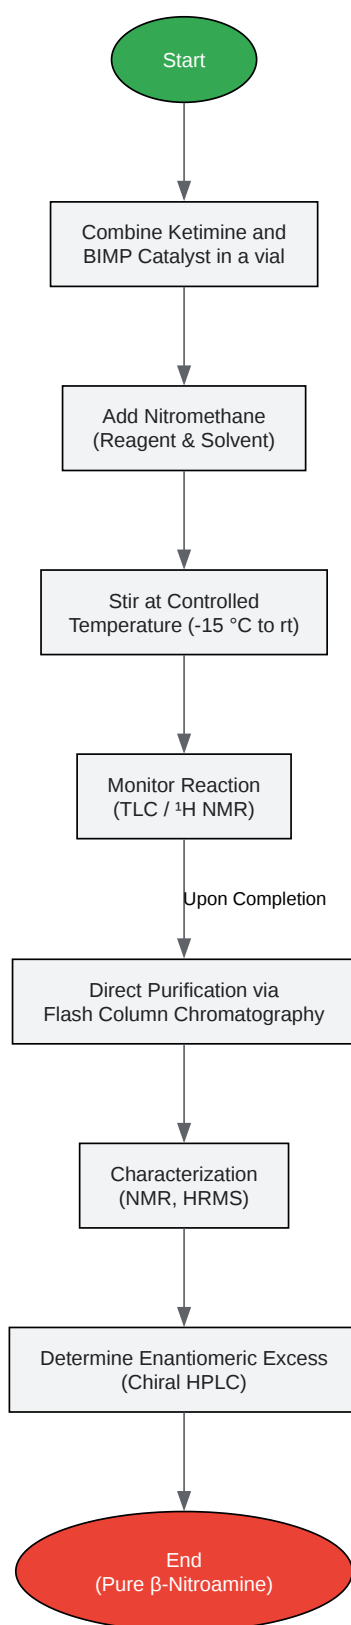 Start
Combine Ketimine and
BIMP Catalyst in a vial
Add Nitromethane
(Reagent & Solvent)
Stir at Controlled
Temperature (-15 °C to rt)
Monitor Reaction
(TLC / ¹H NMR)
Upon Completion
Direct Purification via
Flash Column Chromatography
Characterization
(NMR, HRMS)
Determine Enantiomeric Excess
(Chiral HPLC)
End
(Pure β-Nitroamine)